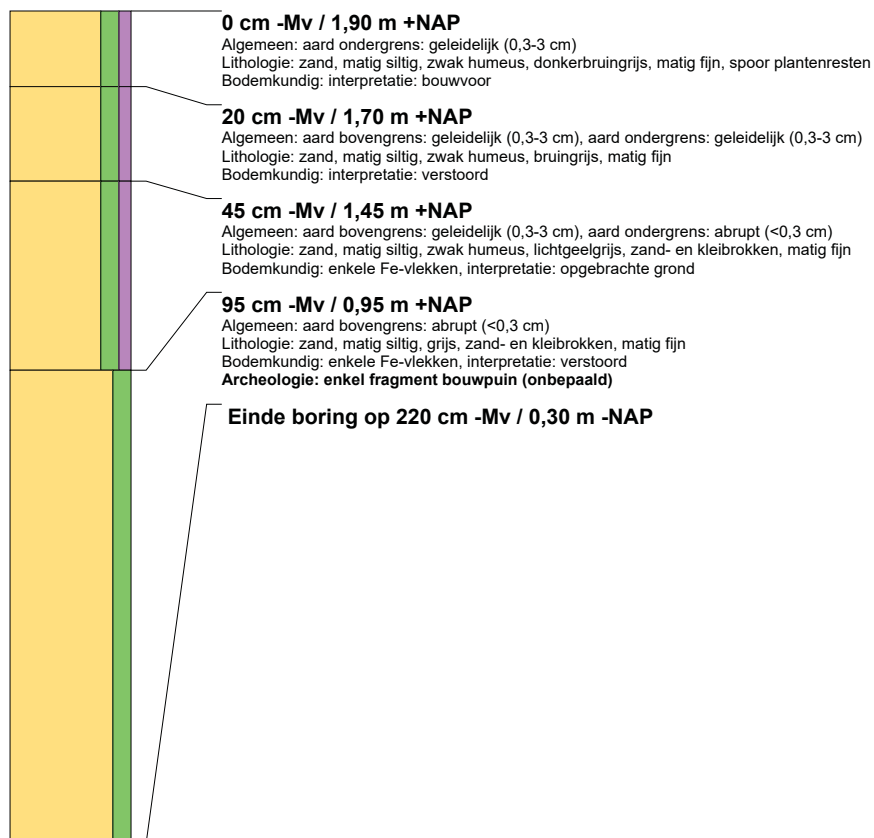 0 cm -Mv / 1,90 m +NAP
Algemeen: aard ondergrens: geleidelijk (0,3-3 cm)
Lithologie: zand, matig siltig, zwak humeus, donkerbruingrijs, matig fijn, spoor plantenresten
Bodemkundig: interpretatie: bouwvoor
20 cm -Mv / 1,70 m +NAP
Algemeen: aard bovengrens: geleidelijk (0,3-3 cm), aard ondergrens: geleidelijk (0,3-3 cm)
Lithologie: zand, matig siltig, zwak humeus, bruingrijs, matig fijn
Bodemkundig: interpretatie: verstoord
45 cm -Mv / 1,45 m +NAP
Algemeen: aard bovengrens: geleidelijk (0,3-3 cm), aard ondergrens: abrupt (<0,3 cm)
Lithologie: zand, matig siltig, zwak humeus, lichtgeelgrijs, zand- en kleibrokken, matig fijn
Bodemkundig: enkele Fe-vlekken, interpretatie: opgebrachte grond
95 cm -Mv / 0,95 m +NAP
Algemeen: aard bovengrens: abrupt (<0,3 cm)
Lithologie: zand, matig siltig, grijs, zand- en kleibrokken, matig fijn
Bodemkundig: enkele Fe-vlekken, interpretatie: verstoord
Archeologie: enkel fragment bouwpuin (onbepaald)
Einde boring op 220 cm -Mv / 0,30 m -NAP